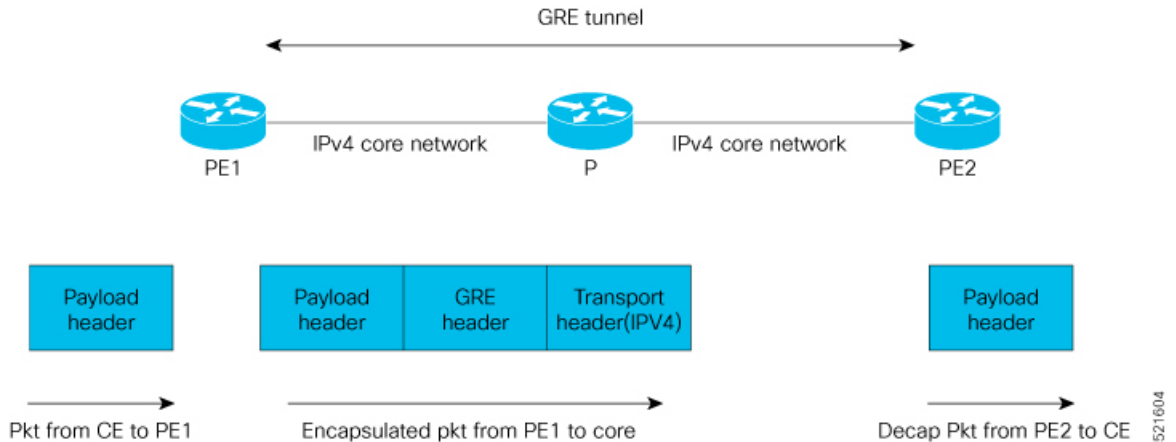 GRE tunnel
IPv4 core network
IPv4 core network
PE1
P
PE2
Payload
header
Payload
header
GRE
header
Transport
header(IPV4)
Payload
header
Pkt from CE to PE1
Encapsulated pkt from PE1 to core
Decap Pkt from PE2 to CE
521604